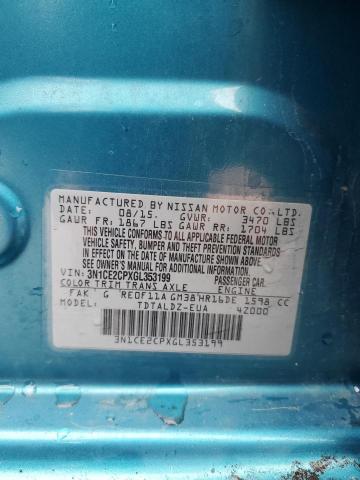 MANUFACTURED BY NISSAN MOTOR CO.,LTD.
DATE: 08/15. GVWR: 3470 LBS
GAWR FR: 1867 LBS GAWR RR: 1704 LBS
THIS VEHICLE CONFORMS TO ALL APPLICABLE FEDERAL MOTOR
VEHICLE SAFETY, BUMPER AND THEFT PREVENTION STANDARDS
IN EFFECT ON THE DATE OF MANUFACTURE SHOWN ABOVE.
SEE OWNER'S MANUAL FOR ADDITIONAL INFORMATION.
VIN: 3N1CE2CPXGL353199 PASSENGER CAR
COLOR TRIM TRANS AXLE ENGINE
FAK G RE0F11A GM38 HR16DE 1598 CC
MODEL: TDTALDZ-EUA 42000
3N1CE2CPXGL353199